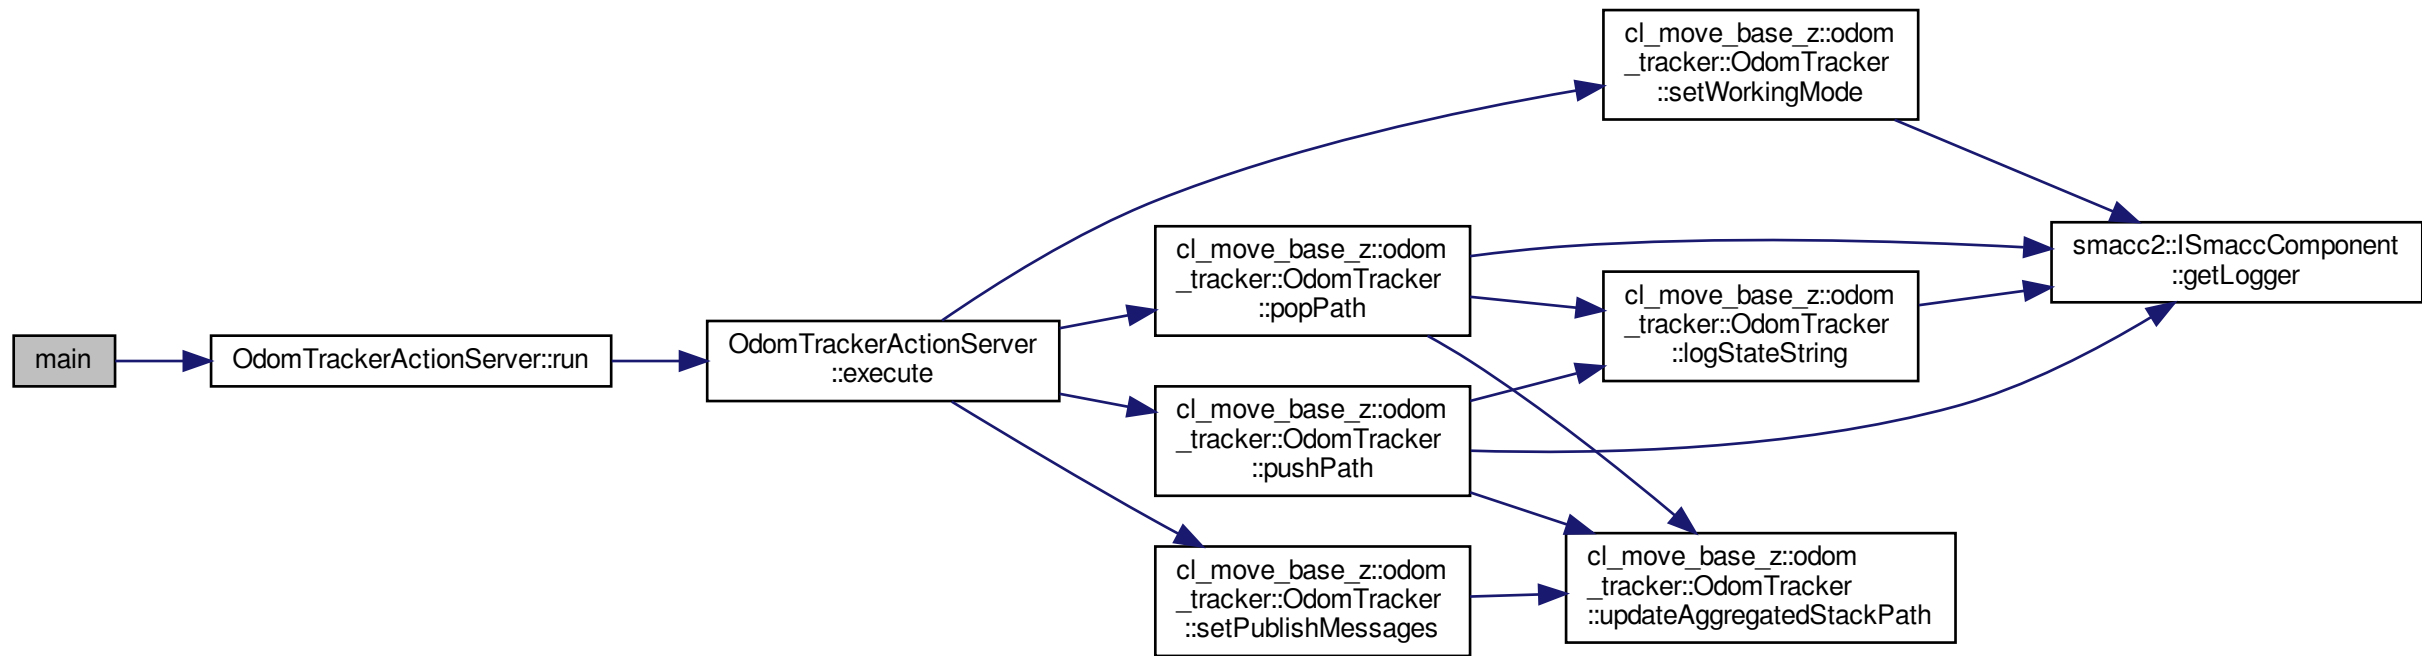 main
OdomTrackerActionServer::run
OdomTrackerActionServer
::execute
cl_move_base_z::odom
_tracker::OdomTracker
::setWorkingMode
cl_move_base_z::odom
_tracker::OdomTracker
::popPath
cl_move_base_z::odom
_tracker::OdomTracker
::pushPath
cl_move_base_z::odom
_tracker::OdomTracker
::setPublishMessages
cl_move_base_z::odom
_tracker::OdomTracker
::logStateString
cl_move_base_z::odom
_tracker::OdomTracker
::updateAggregatedStackPath
smacc2::ISmaccComponent
::getLogger